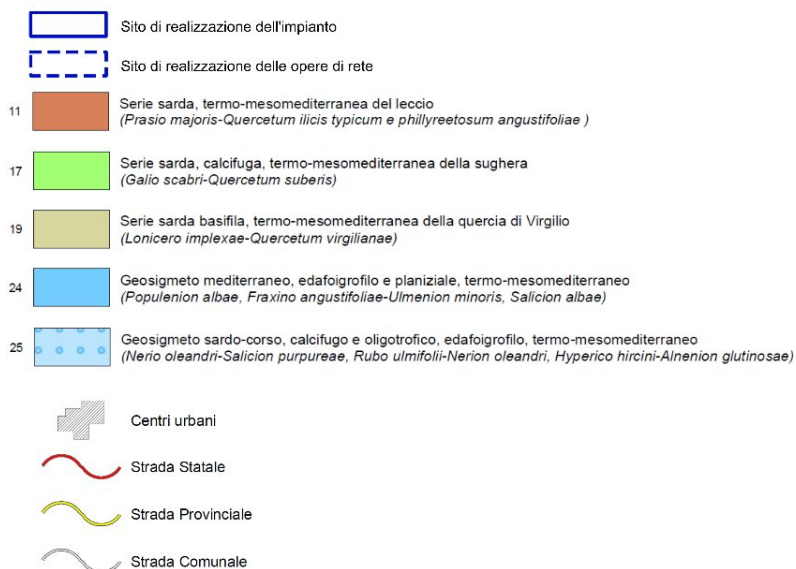 Sito di realizzazione dell'impianto
Sito di realizzazione delle opere di rete
11 Serie sarda, termo-mesomediterranea del leccio
(Prasio majoris-Quercetum ilicis typicum e phillyreetosum angustifoliae )
17 Serie sarda, calcifuga, termo-mesomediterranea della sughera
(Galio scabri-Quercetum suberis)
19 Serie sarda basifila, termo-mesomediterranea della quercia di Virgilio
(Lonicero implexae-Quercetum virgilianae)
24 Geosigmeto mediterraneo, edafoigrofilo e planiziale, termo-mesomediterraneo
(Populenion albae, Fraxino angustifoliae-Ulmenion minoris, Salicion albae)
25 Geosigmeto sardo-corso, calcifugo e oligotrofico, edafoigrofilo, termo-mesomediterraneo
(Nerio oleandri-Salicion purpureae, Rubo ulmifolii-Nerion oleandri, Hyperico hircini-Alnenion glutinosae)
Centri urbani
Strada Statale
Strada Provinciale
Strada Comunale